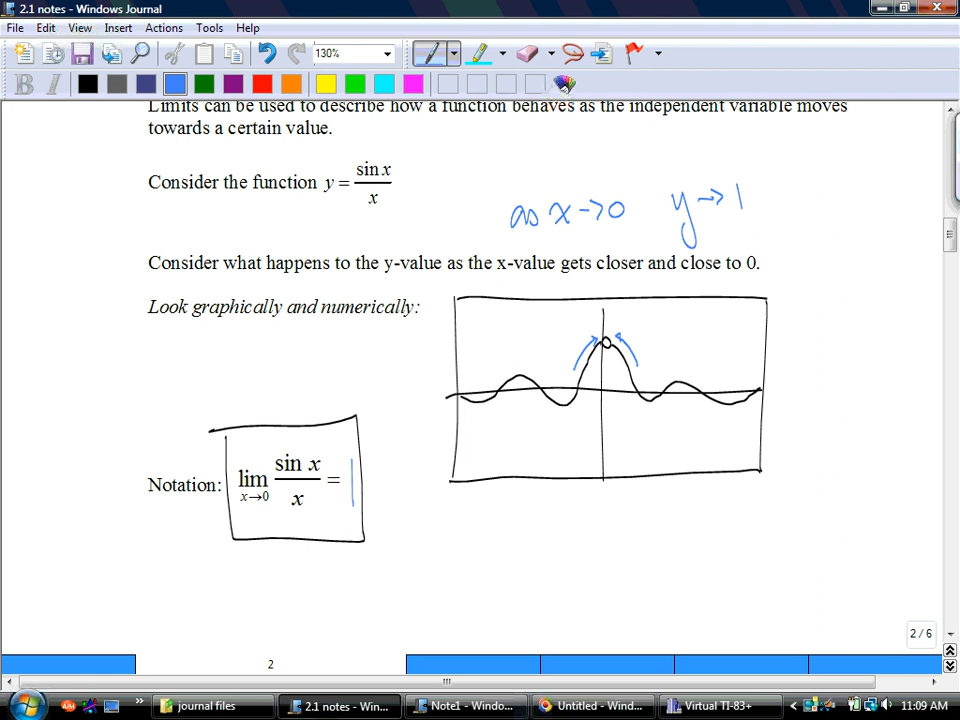 2.1 notes - Windows Journal
File Edit View Insert Actions Tools Help
130%
B I
Limits can be used to describe how a function behaves as the independent variable moves
towards a certain value.
Consider the function y = sin x / x
as x → 0 y → 1
Consider what happens to the y-value as the x-value gets closer and close to 0.
Look graphically and numerically:
Notation: lim x→0 sin x / x = 1
2 / 6
2
journal files
2.1 notes - Win...
Note1 - Windo...
Untitled - Wind...
Virtual TI-83+
11:09 AM